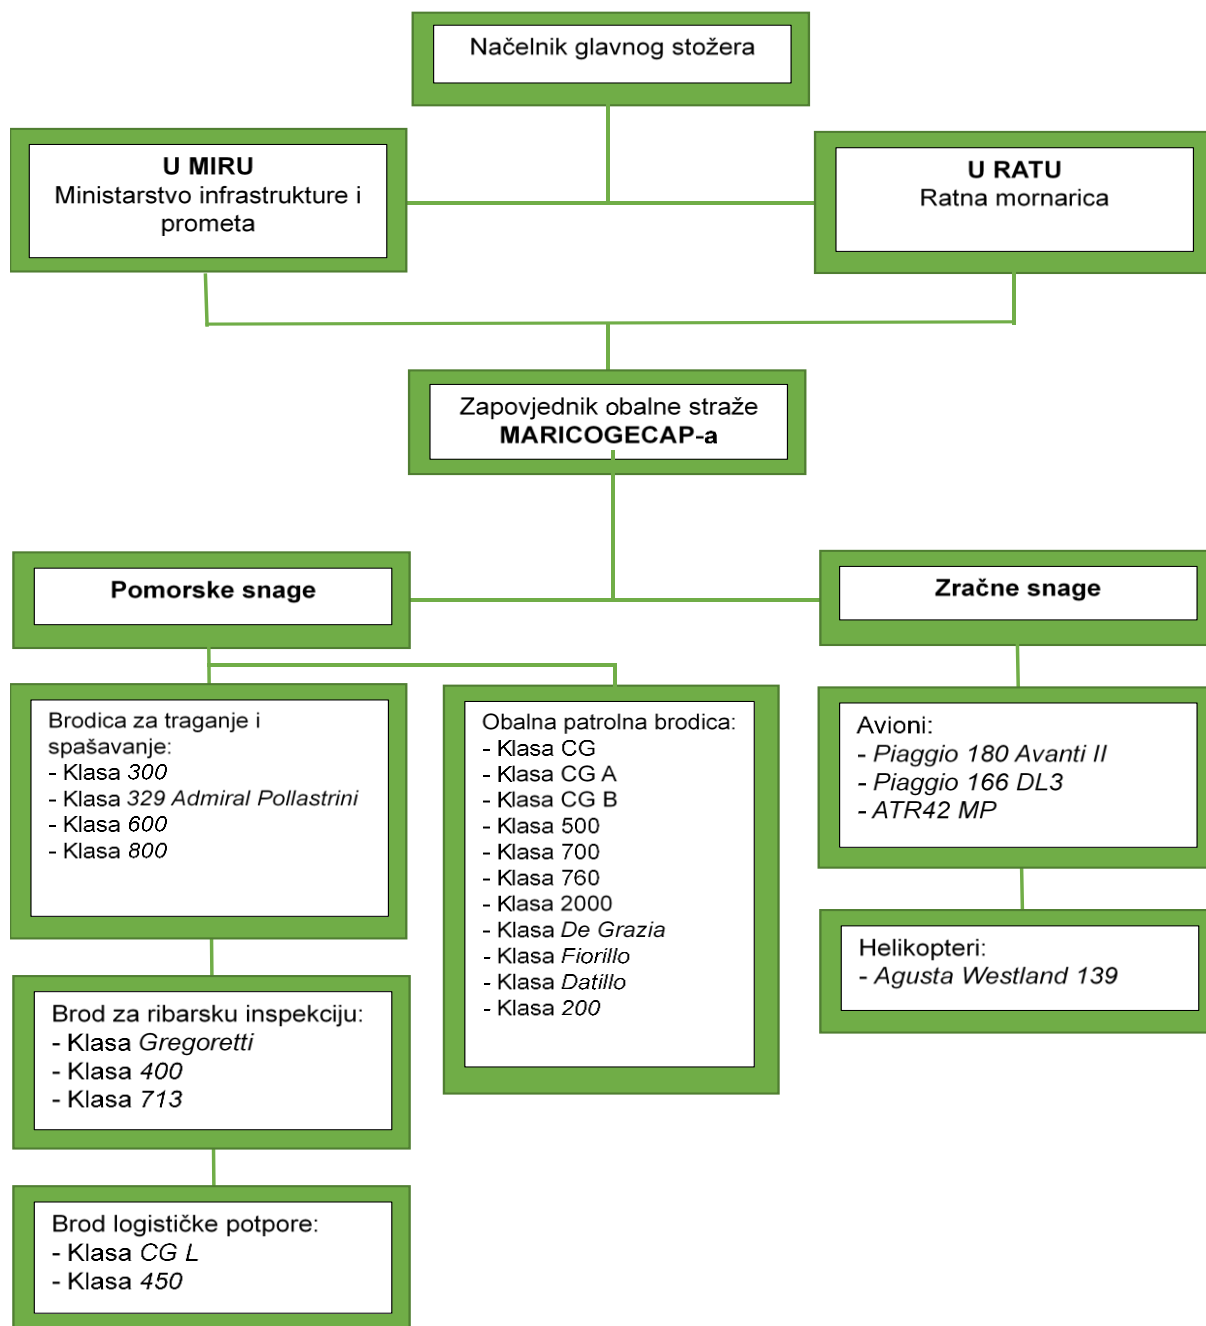 Načelnik glavnog stožera
U MIRU
Ministarstvo infrastrukture i
prometa
U RATU
Ratna mornarica
Zapovjednik obalne straže
MARICOGECAP-a
Pomorske snage
Zračne snage
Brodica za traganje i
spašavanje:
- Klasa 300
- Klasa 329 Admiral Pollastrini
- Klasa 600
- Klasa 800
Obalna patrolna brodica:
- Klasa CG
- Klasa CG A
- Klasa CG B
- Klasa 500
- Klasa 700
- Klasa 760
- Klasa 2000
- Klasa De Grazia
- Klasa Fiorillo
- Klasa Datillo
- Klasa 200
Avioni:
- Piaggio 180 Avanti II
- Piaggio 166 DL3
- ATR42 MP
Helikopteri:
- Agusta Westland 139
Brod za ribarsku inspekciju:
- Klasa Gregoretti
- Klasa 400
- Klasa 713
Brod logističke potpore:
- Klasa CG L
- Klasa 450